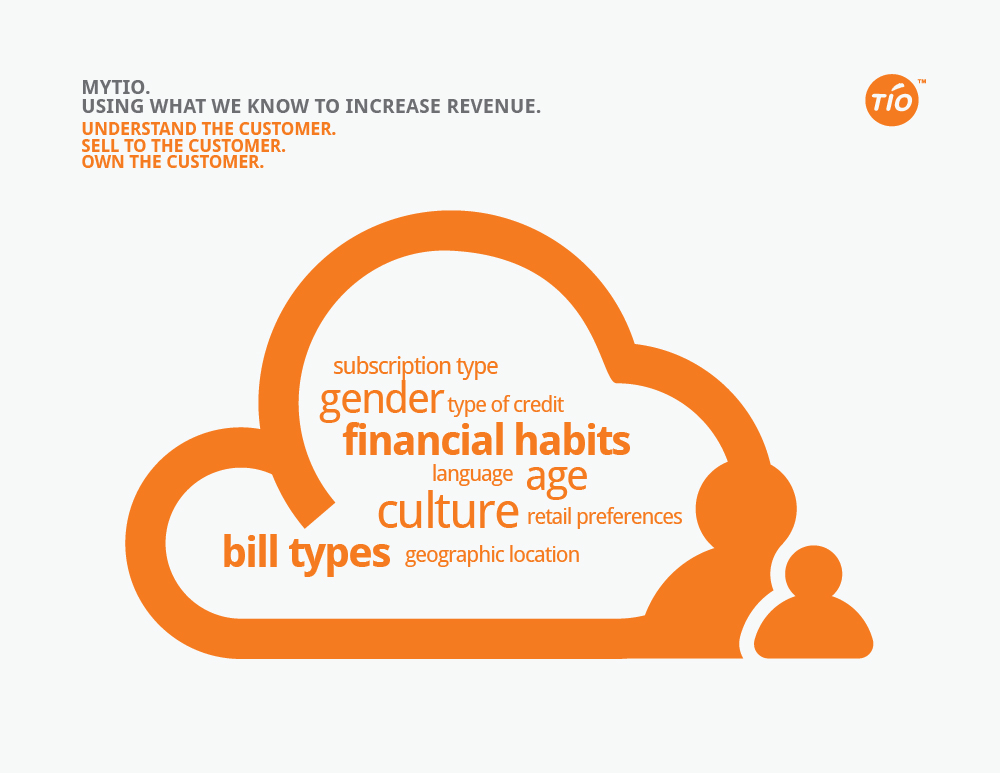 MYTIO.
USING WHAT WE KNOW TO INCREASE REVENUE.
UNDERSTAND THE CUSTOMER.
SELL TO THE CUSTOMER.
OWN THE CUSTOMER.
TÍO™
subscription type
gender type of credit
financial habits
language age
culture retail preferences
bill types geographic location